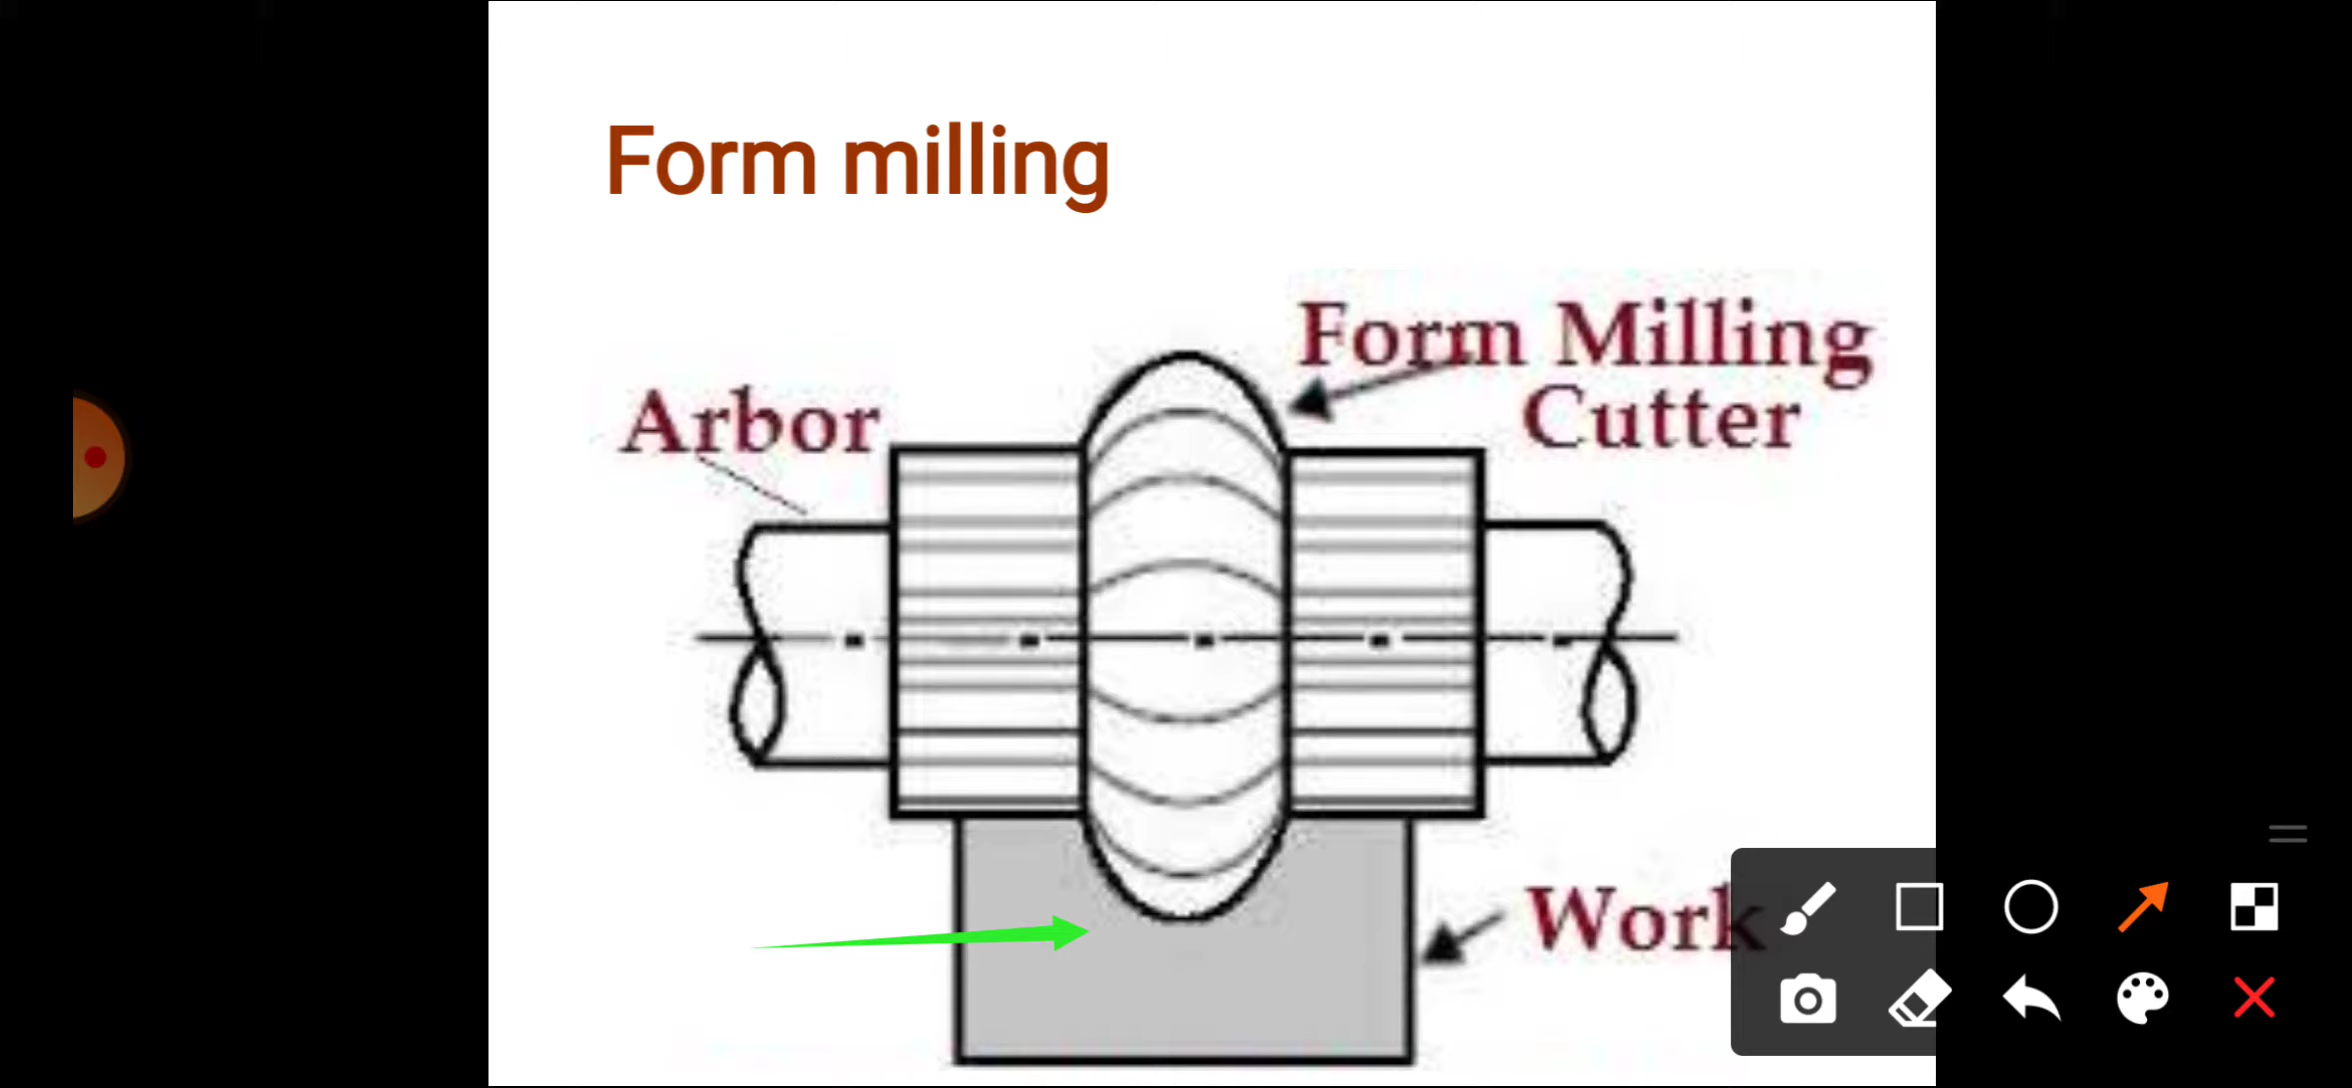 Form milling
Form Milling
Cutter
Arbor
Work